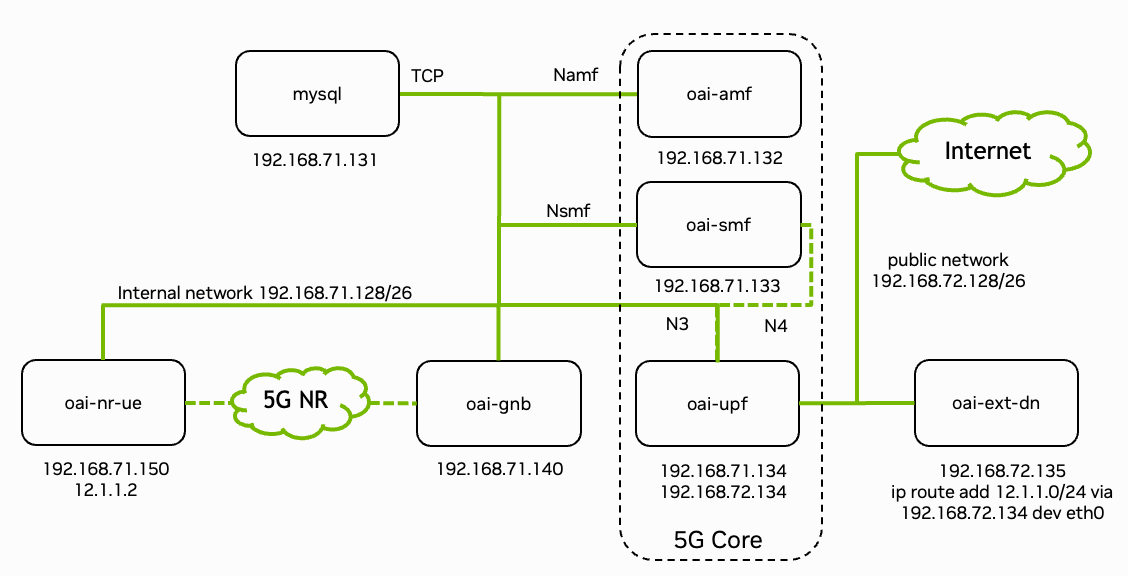 mysql
TCP
Namf
oai-amf
192.168.71.131
192.168.71.132
Internet
Nsmf
oai-smf
192.168.71.133
public network
192.168.72.128/26
Internal network 192.168.71.128/26
N3
N4
oai-nr-ue
5G NR
oai-gnb
oai-upf
oai-ext-dn
192.168.71.150
12.1.1.2
192.168.71.140
192.168.71.134
192.168.72.134
192.168.72.135
ip route add 12.1.1.0/24 via
192.168.72.134 dev eth0
5G Core